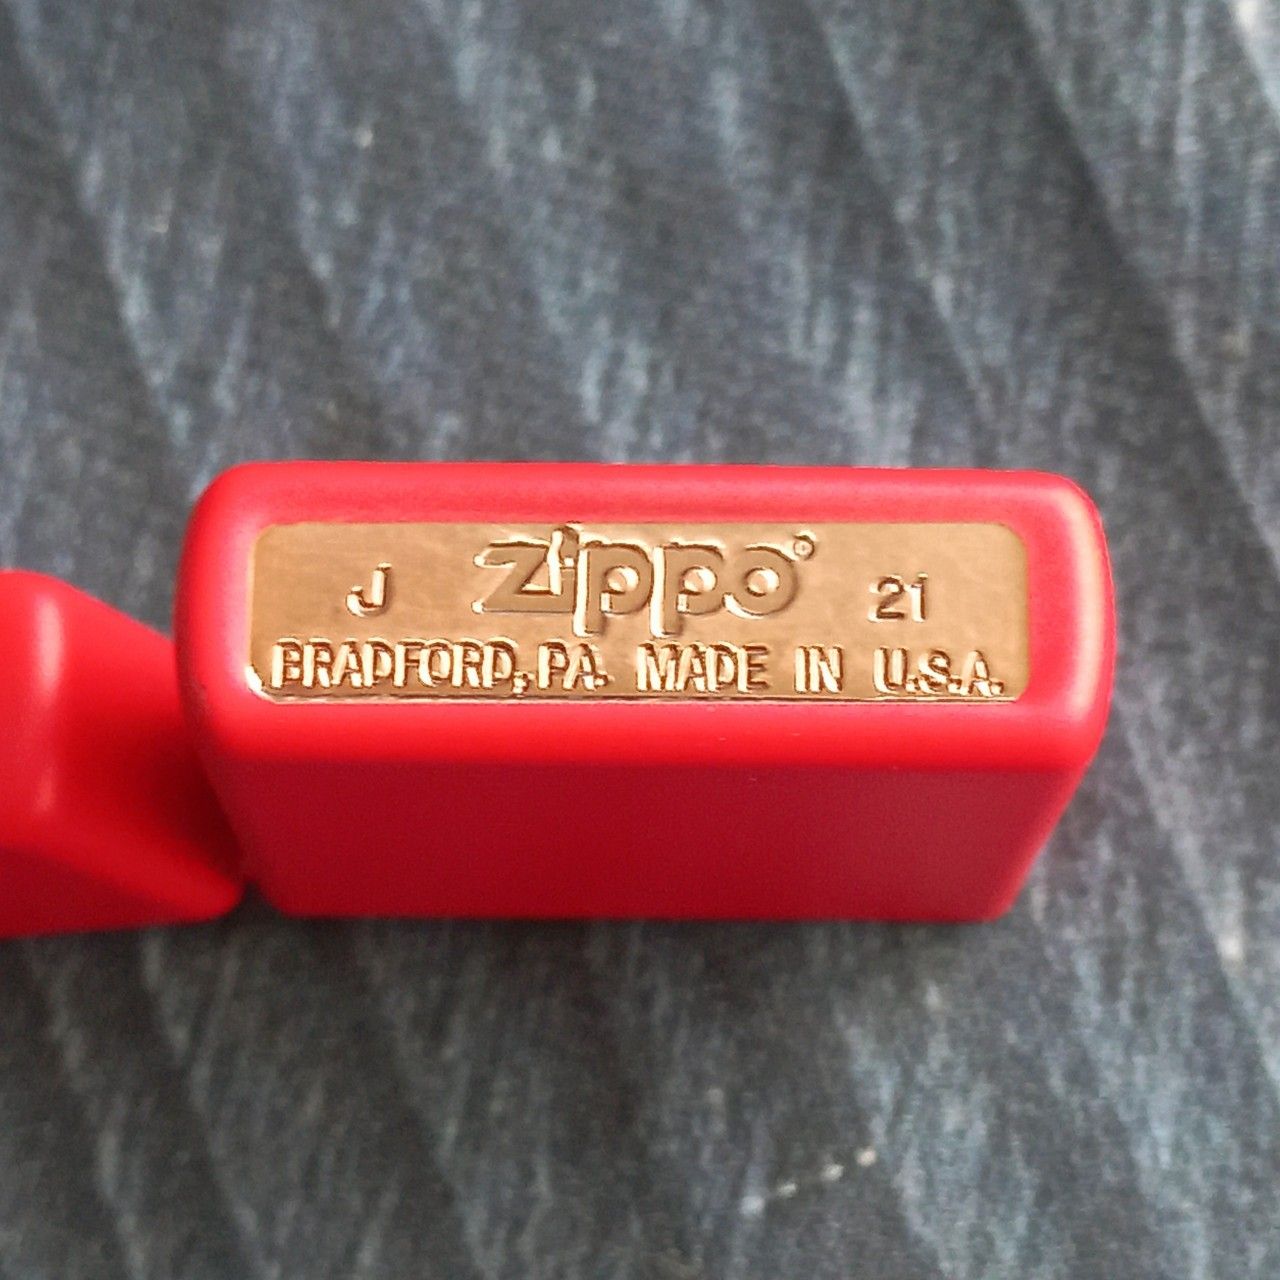 J Zippo® 21
BRADFORD, PA. MADE IN U.S.A.